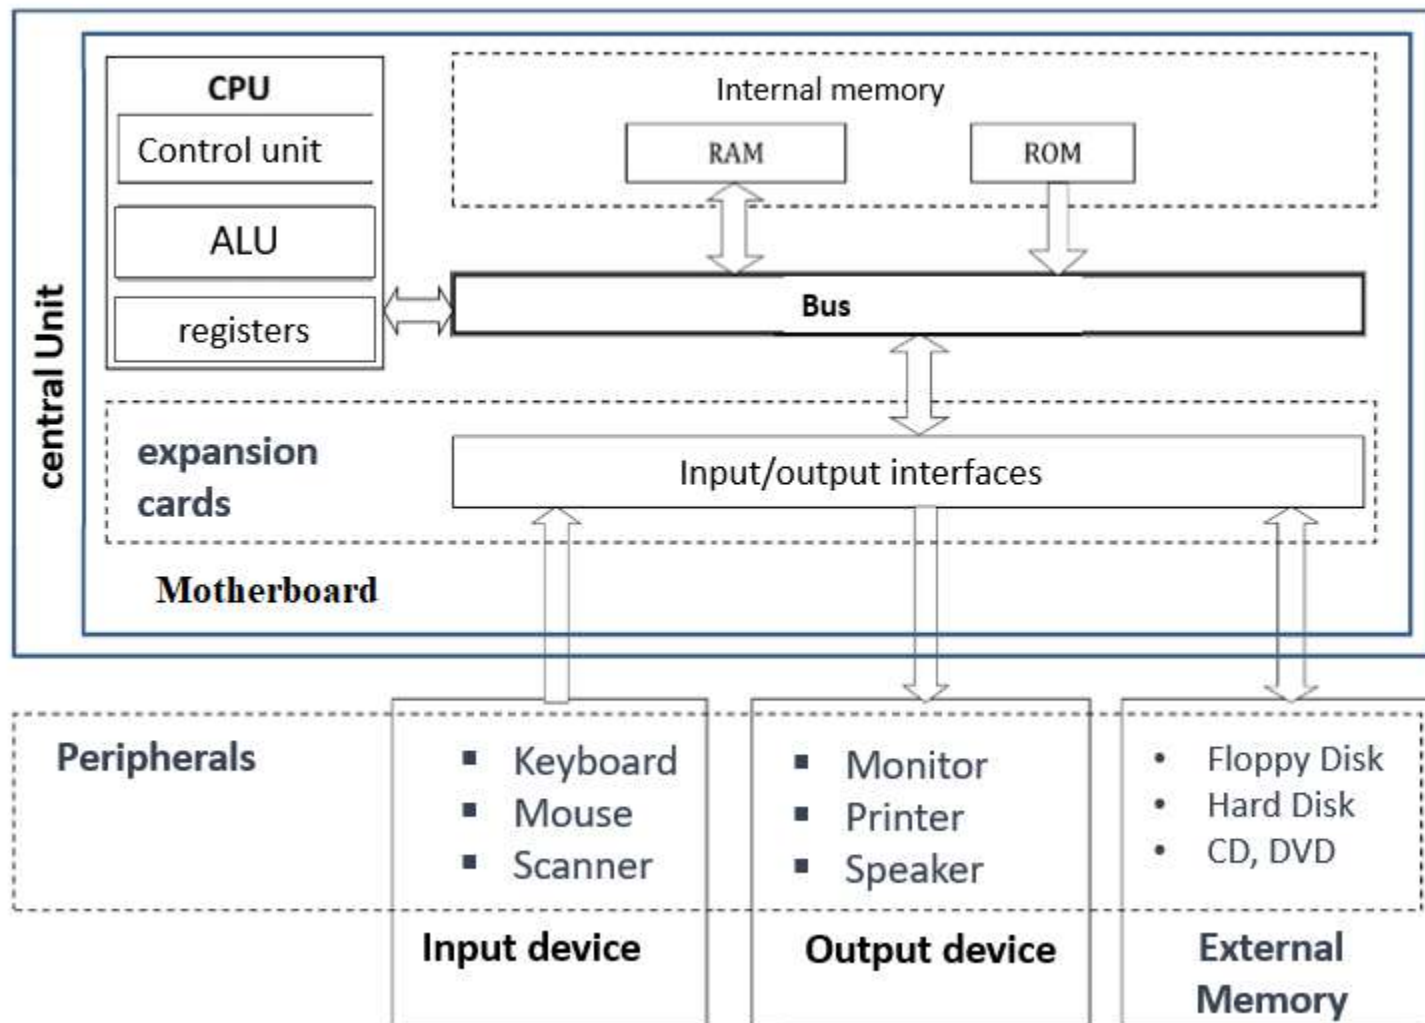 CPU
Control unit
ALU
registers
Internal memory
RAM
ROM
Bus
central Unit
expansion
cards
Input/output interfaces
Motherboard
Peripherals
Keyboard
Mouse
Scanner
Input device
Monitor
Printer
Speaker
Output device
Floppy Disk
Hard Disk
CD, DVD
External
Memory